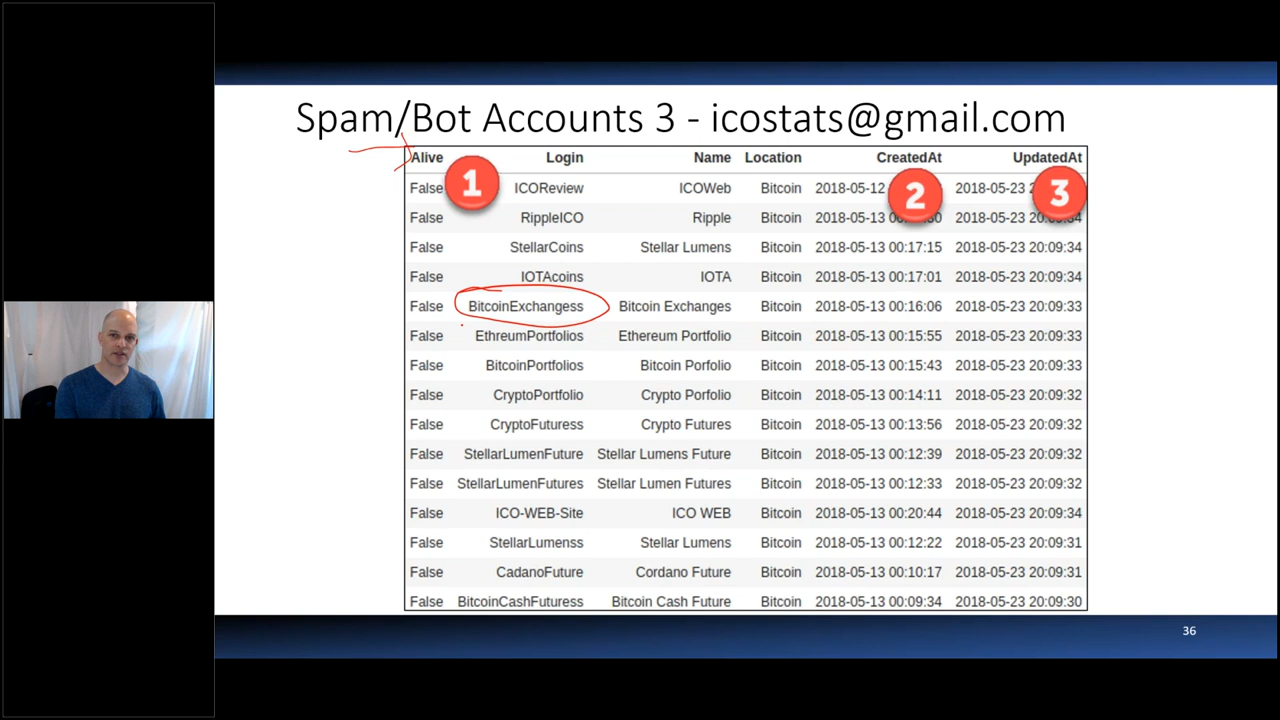 Spam/Bot Accounts 3 - icostats@gmail.com
Alive Login Name Location CreatedAt UpdatedAt
1 2 3
False ICOReview ICOWeb Bitcoin 2018-05-12 2018-05-23
False RippleICO Ripple Bitcoin 2018-05-13 2018-05-23
False StellarCoins Stellar Lumens Bitcoin 2018-05-13 00:17:15 2018-05-23 20:09:34
False IOTAcoins IOTA Bitcoin 2018-05-13 00:17:01 2018-05-23 20:09:34
False BitcoinExchangess Bitcoin Exchanges Bitcoin 2018-05-13 00:16:06 2018-05-23 20:09:33
False EthreumPortfolios Ethereum Portfolio Bitcoin 2018-05-13 00:15:55 2018-05-23 20:09:33
False BitcoinPortfolios Bitcoin Porfolio Bitcoin 2018-05-13 00:15:43 2018-05-23 20:09:33
False CryptoPortfolio Crypto Porfolio Bitcoin 2018-05-13 00:14:11 2018-05-23 20:09:32
False CryptoFuturess Crypto Futures Bitcoin 2018-05-13 00:13:56 2018-05-23 20:09:32
False StellarLumenFuture Stellar Lumens Future Bitcoin 2018-05-13 00:12:39 2018-05-23 20:09:32
False StellarLumenFutures Stellar Lumen Futures Bitcoin 2018-05-13 00:12:33 2018-05-23 20:09:32
False ICO-WEB-Site ICO WEB Bitcoin 2018-05-13 00:20:44 2018-05-23 20:09:34
False StellarLumenss Stellar Lumens Bitcoin 2018-05-13 00:12:22 2018-05-23 20:09:31
False CadanoFuture Cordano Future Bitcoin 2018-05-13 00:10:17 2018-05-23 20:09:31
False BitcoinCashFuturess Bitcoin Cash Future Bitcoin 2018-05-13 00:09:34 2018-05-23 20:09:30
36